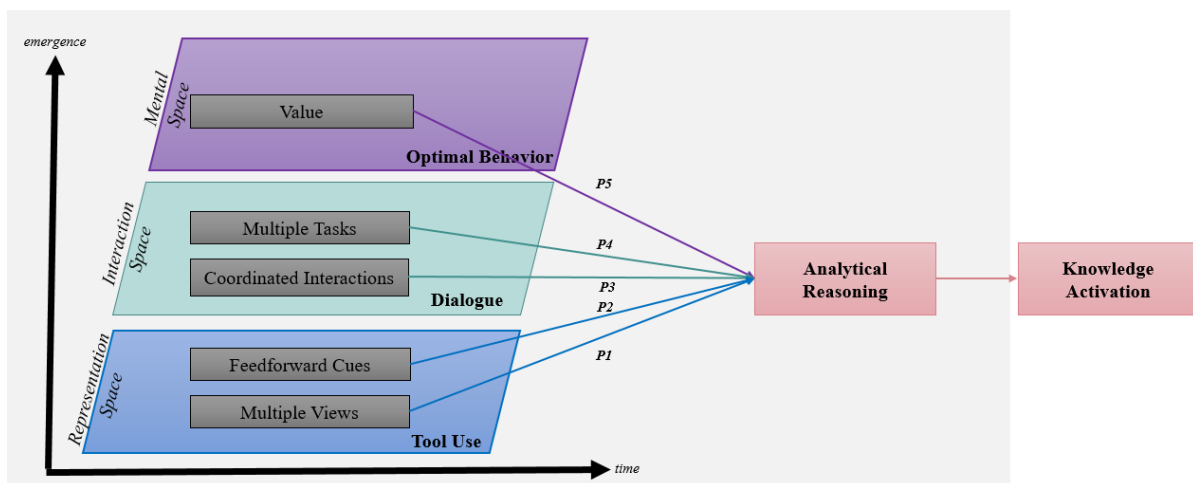 emergence
Mental
Space
Value
Optimal Behavior
P5
Interaction
Space
Multiple Tasks
P4
Coordinated Interactions
P3
Dialogue
P2
Analytical
Reasoning
Knowledge
Activation
Representation
Space
Feedforward Cues
P1
Multiple Views
Tool Use
time